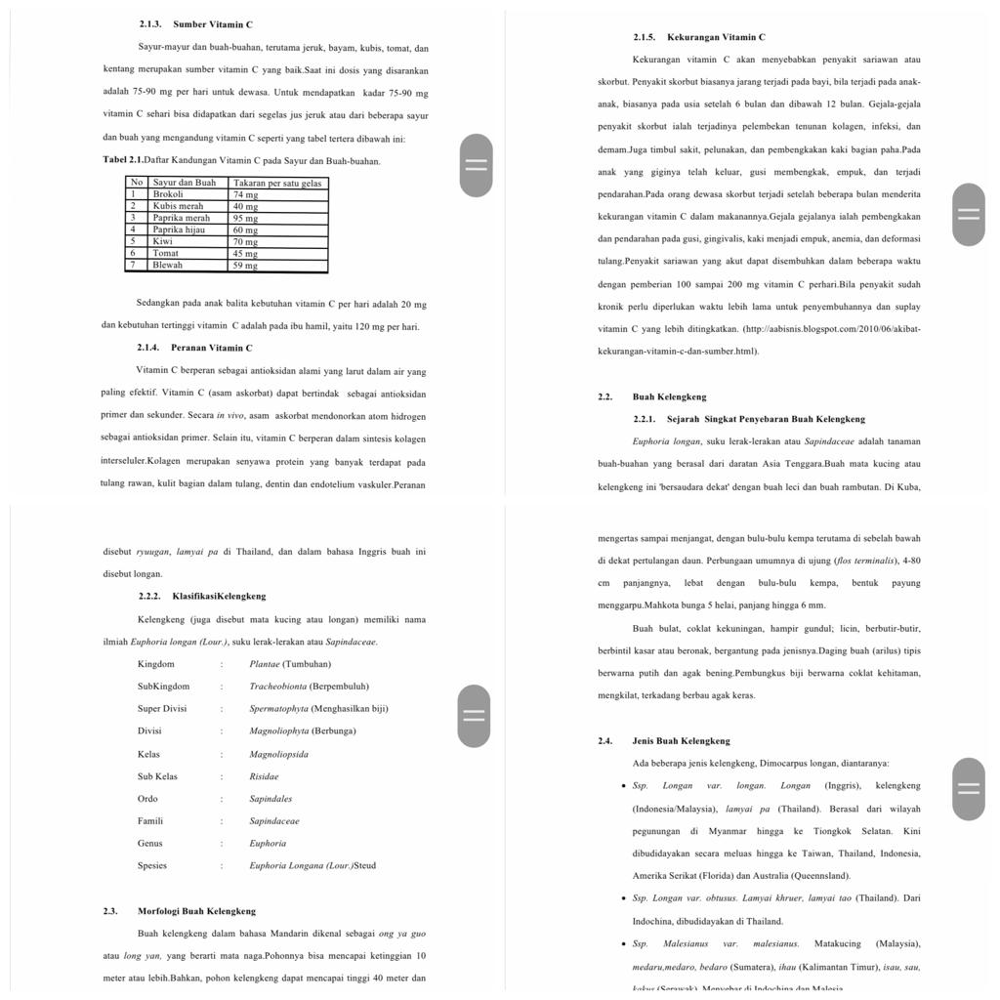 2.1.3. Sumber Vitamin C
Sayur-mayur dan buah-buahan, terutama jeruk, bayam, kubis, tomat, dan
kentang merupakan sumber vitamin C yang baik.Saat ini dosis yang disarankan
adalah 75-90 mg per hari untuk dewasa. Untuk mendapatkan kadar 75-90 mg
vitamin C sehari bisa didapatkan dari segelas jus jeruk atau dari beberapa sayur
dan buah yang mengandung vitamin C seperti yang tabel tertera dibawah ini:
Tabel 2.1.Daftar Kandungan Vitamin C pada Sayur dan Buah-buahan.
No Sayur dan Buah Takaran per satu gelas
1 Brokoli 74 mg
2 Kubis merah 40 mg
3 Paprika merah 95 mg
4 Paprika hijau 60 mg
5 Kiwi 70 mg
6 Tomat 45 mg
7 Blewah 59 mg
Sedangkan pada anak balita kebutuhan vitamin C per hari adalah 20 mg
dan kebutuhan tertinggi vitamin C adalah pada ibu hamil, yaitu 120 mg per hari.
2.1.4. Peranan Vitamin C
Vitamin C berperan sebagai antioksidan alami yang larut dalam air yang
paling efektif. Vitamin C (asam askorbat) dapat bertindak sebagai antioksidan
primer dan sekunder. Secara in vivo, asam askorbat mendonorkan atom hidrogen
sebagai antioksidan primer. Selain itu, vitamin C berperan dalam sintesis kolagen
interseluler.Kolagen merupakan senyawa protein yang banyak terdapat pada
tulang rawan, kulit bagian dalam tulang, dentin dan endotelium vaskuler.Peranan
2.1.5. Kekurangan Vitamin C
Kekurangan vitamin C akan menyebabkan penyakit sariawan atau
skorbut. Penyakit skorbut biasanya jarang terjadi pada bayi, bila terjadi pada anak-
anak, biasanya pada usia setelah 6 bulan dan dibawah 12 bulan. Gejala-gejala
penyakit skorbut ialah terjadinya pelembekan tenunan kolagen, infeksi, dan
demam.Juga timbul sakit, pelunakan, dan pembengkakan kaki bagian paha.Pada
anak yang giginya telah keluar, gusi membengkak, empuk, dan terjadi
pendarahan.Pada orang dewasa skorbut terjadi setelah beberapa bulan menderita
kekurangan vitamin C dalam makanannya.Gejala gejalanya ialah pembengkakan
dan pendarahan pada gusi, gingivalis, kaki menjadi empuk, anemia, dan deformasi
tulang.Penyakit sariawan yang akut dapat disembuhkan dalam beberapa waktu
dengan pemberian 100 sampai 200 mg vitamin C perhari.Bila penyakit sudah
kronik perlu diperlukan waktu lebih lama untuk penyembuhannya dan suplay
vitamin C yang lebih ditingkatkan. (http://aabisnis.blogspot.com/2010/06/akibat-
kekurangan-vitamin-c-dan-sumber.html).
2.2. Buah Kelengkeng
2.2.1. Sejarah Singkat Penyebaran Buah Kelengkeng
Euphoria longan, suku lerak-lerakan atau Sapindaceae adalah tanaman
buah-buahan yang berasal dari daratan Asia Tenggara.Buah mata kucing atau
kelengkeng ini 'bersaudara dekat' dengan buah leci dan buah rambutan. Di Kuba,
disebut ryuugan, lamyai pa di Thailand, dan dalam bahasa Inggris buah ini
disebut longan.
2.2.2. KlasifikasiKelengkeng
Kelengkeng (juga disebut mata kucing atau longan) memiliki nama
ilmiah Euphoria longan (Lour.), suku lerak-lerakan atau Sapindaceae.
Kingdom : Plantae (Tumbuhan)
SubKingdom : Tracheobionta (Berpembuluh)
Super Divisi : Spermatophyta (Menghasilkan biji)
Divisi : Magnoliophyta (Berbunga)
Kelas : Magnoliopsida
Sub Kelas : Risidae
Ordo : Sapindales
Famili : Sapindaceae
Genus : Euphoria
Spesies : Euphoria Longana (Lour.)Steud
2.3. Morfologi Buah Kelengkeng
Buah kelengkeng dalam bahasa Mandarin dikenal sebagai ong ya guo
atau long yan, yang berarti mata naga.Pohonnya bisa mencapai ketinggian 10
meter atau lebih.Bahkan, pohon kelengkeng dapat mencapai tinggi 40 meter dan
mengertas sampai menjangat, dengan bulu-bulu kempa terutama di sebelah bawah
di dekat pertulangan daun. Perbungaan umumnya di ujung (flos terminalis), 4-80
cm panjangnya, lebat dengan bulu-bulu kempa, bentuk payung
menggarpu.Mahkota bunga 5 helai, panjang hingga 6 mm.
Buah bulat, coklat kekuningan, hampir gundul; licin, berbutir-butir,
berbintil kasar atau beronak, bergantung pada jenisnya.Daging buah (arilus) tipis
berwarna putih dan agak bening.Pembungkus biji berwarna coklat kehitaman,
mengkilat, terkadang berbau agak keras.
2.4. Jenis Buah Kelengkeng
Ada beberapa jenis kelengkeng, Dimocarpus longan, diantaranya:
• Ssp. Longan var. longan. Longan (Inggris), kelengkeng
(Indonesia/Malaysia), lamyai pa (Thailand). Berasal dari wilayah
pegunungan di Myanmar hingga ke Tiongkok Selatan. Kini
dibudidayakan secara meluas hingga ke Taiwan, Thailand, Indonesia,
Amerika Serikat (Florida) dan Australia (Queennsland).
• Ssp. Longan var. obtusus. Lamyai khruer, lamyai tao (Thailand). Dari
Indochina, dibudidayakan di Thailand.
• Ssp. Malesianus var. malesianus. Matakucing (Malaysia),
medaru,medaro, bedaro (Sumatera), ihau (Kalimantan Timur), isau, sau,
kakus (Serawak). Menyebar di Indochina dan Malesia